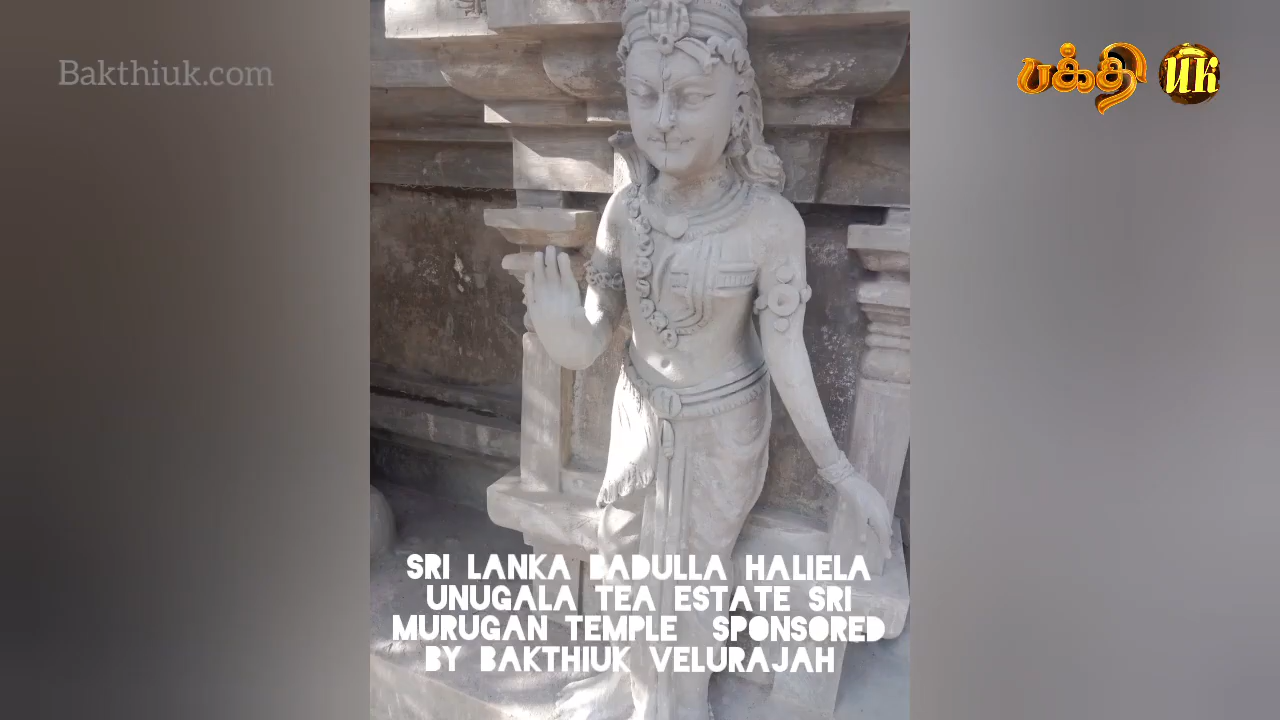 Bakthiuk.com
பக்தி UK
SRI LANKA BADULLA HALIELA
UNUGALA TEA ESTATE SRI
MURUGAN TEMPLE SPONSORED
BY BAKTHIUK VELURAJAH